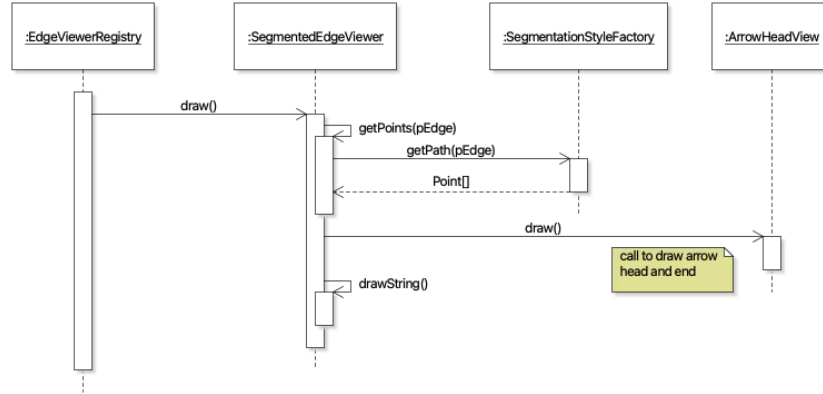 :EdgeViewerRegistry
:SegmentedEdgeViewer
:SegmentationStyleFactory
:ArrowHeadView
draw()
getPoints(pEdge)
getPath(pEdge)
Point[]
draw()
call to draw arrow
head and end
drawString()